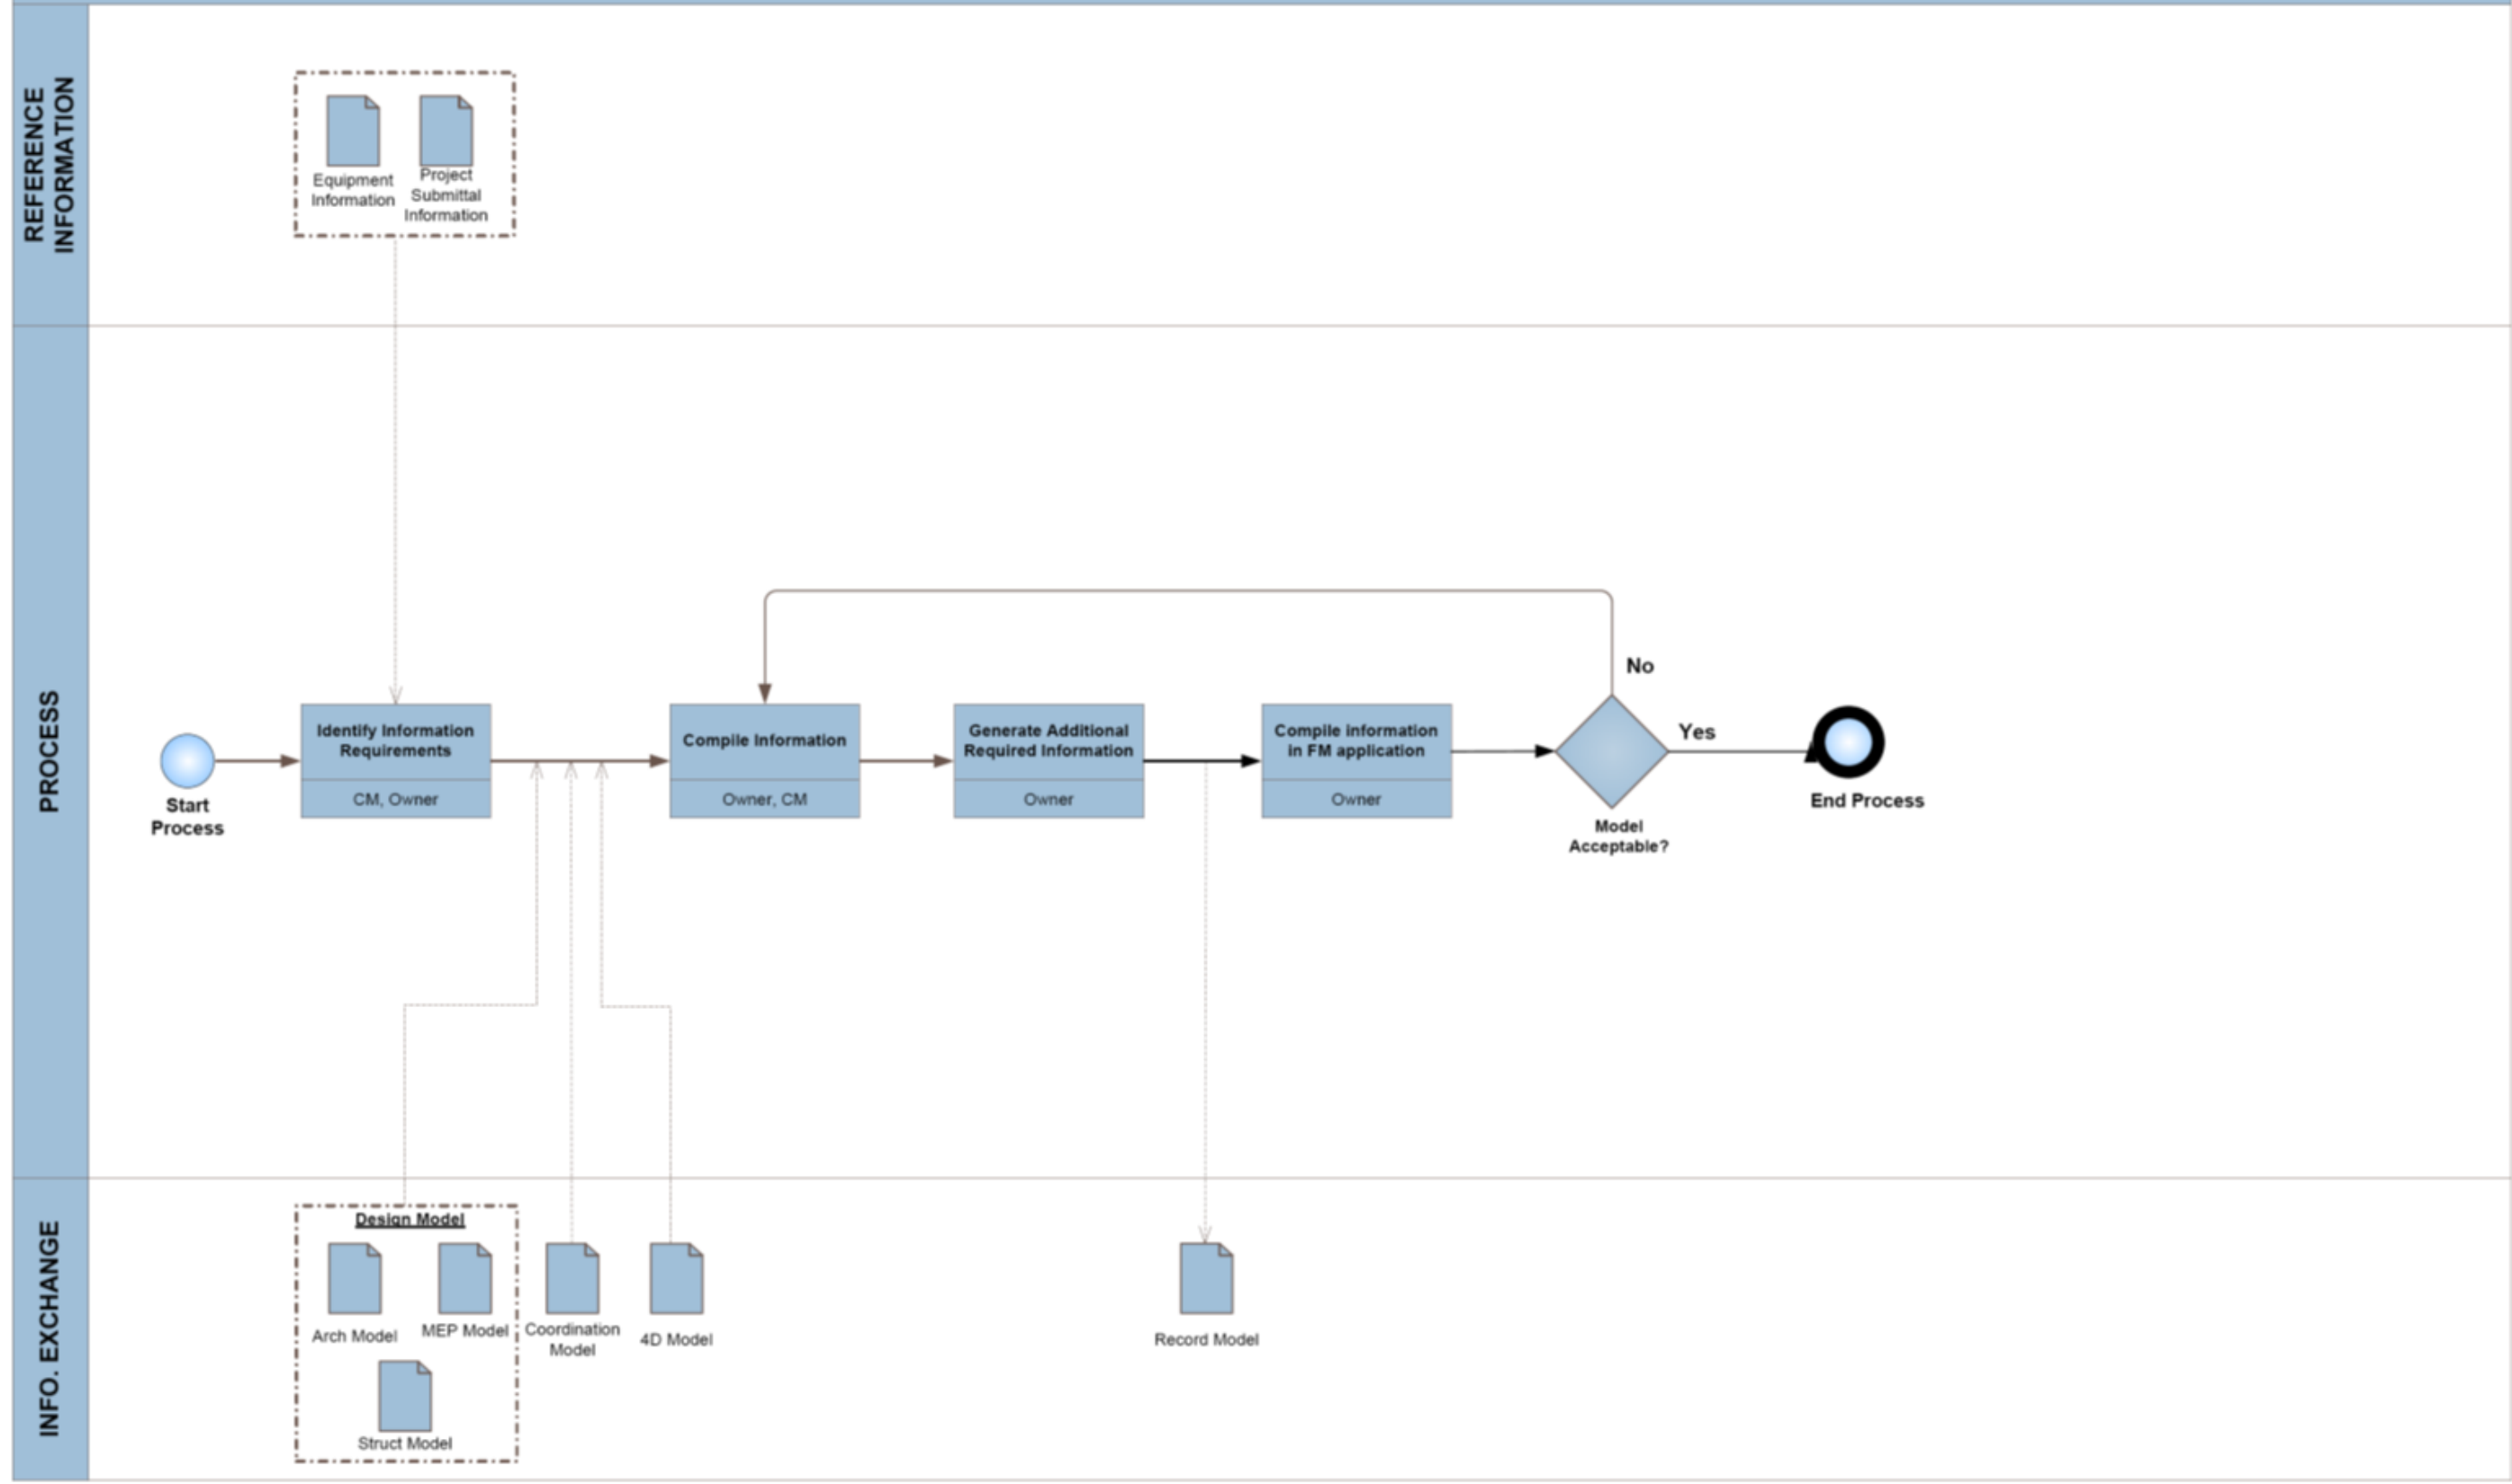 REFERENCE
INFORMATION
Equipment
Information
Project
Submittal
Information
PROCESS
Start
Process
Identify Information
Requirements
CM, Owner
Compile Information
Owner, CM
Generate Additional
Required Information
Owner
Compile information
in FM application
Owner
No
Yes
Model
Acceptable?
End Process
INFO. EXCHANGE
Design Model
Arch Model
MEP Model
Struct Model
Coordination
Model
4D Model
Record Model